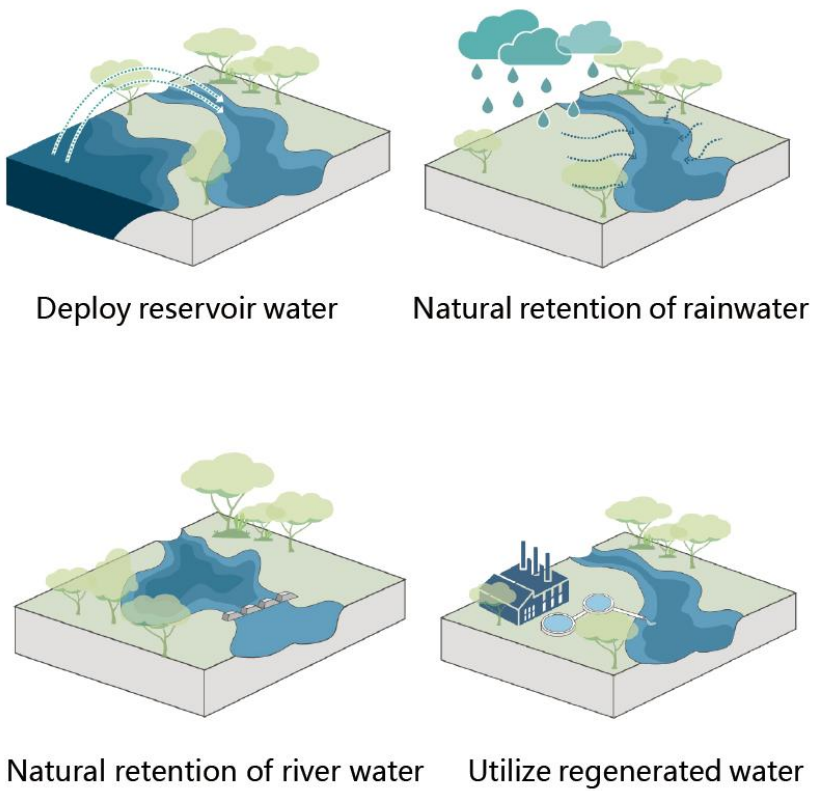 Deploy reservoir water
Natural retention of rainwater
Natural retention of river water
Utilize regenerated water